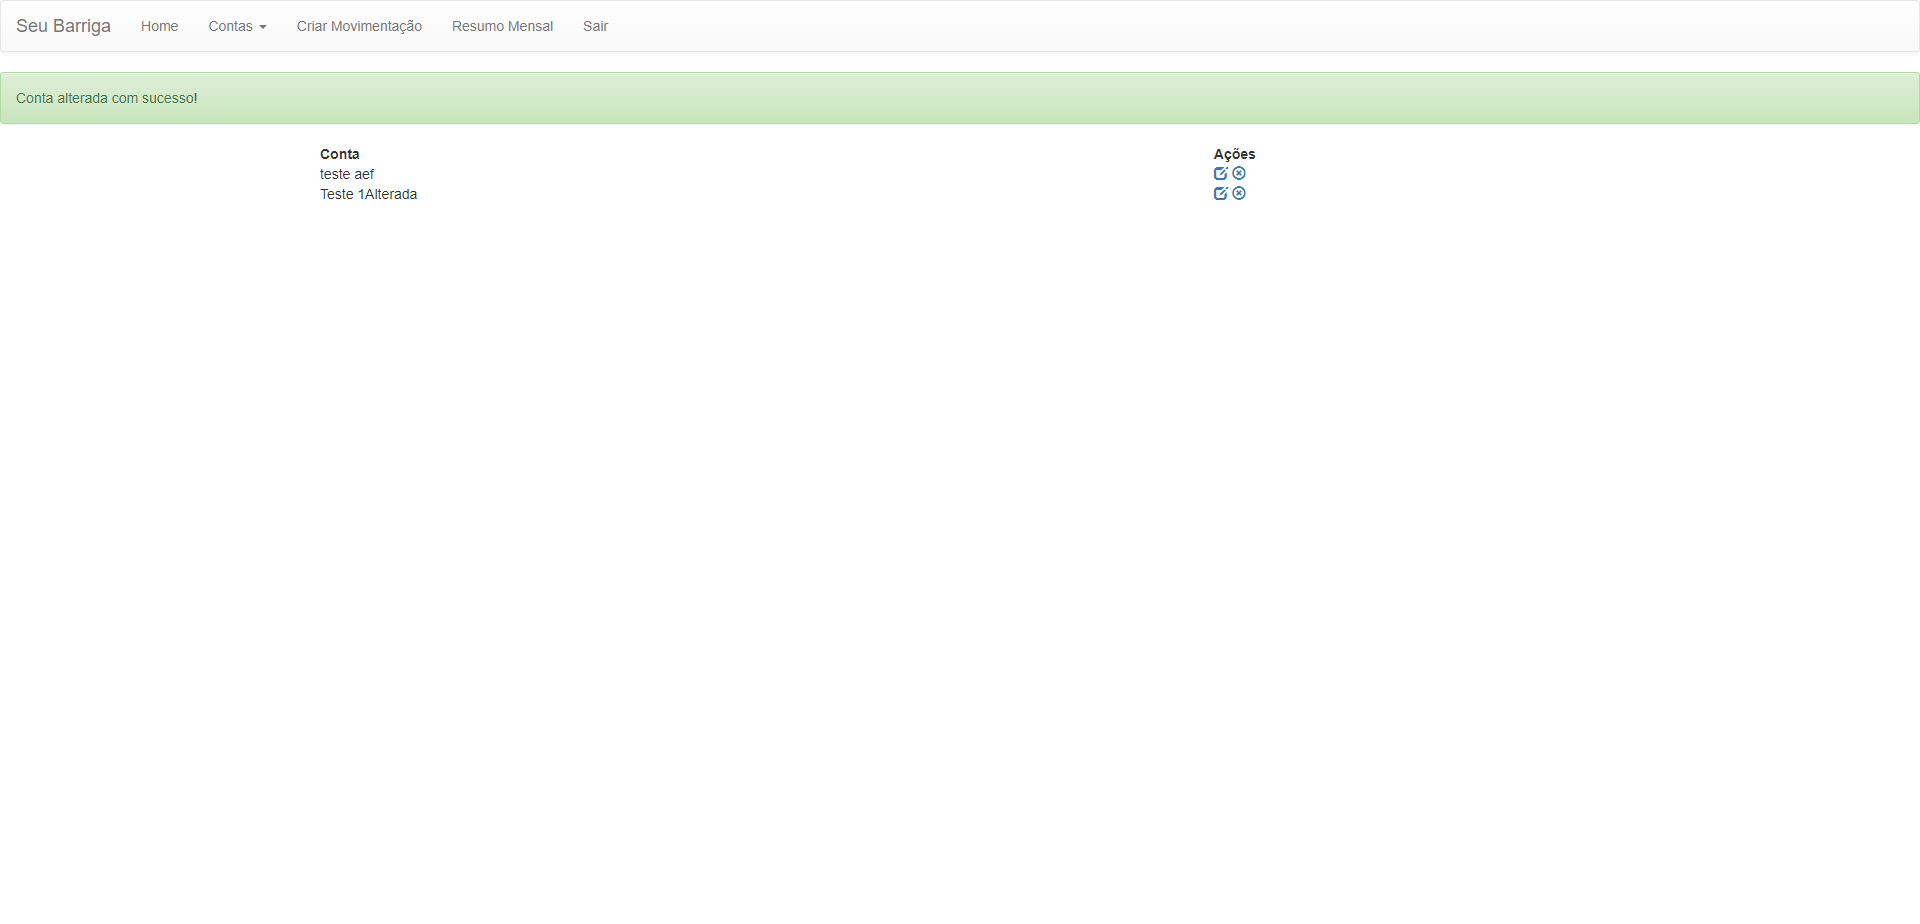 Seu Barriga Home Contas Criar Movimentação Resumo Mensal Sair
Conta alterada com sucesso!
Conta Ações
teste aef
Teste 1Alterada